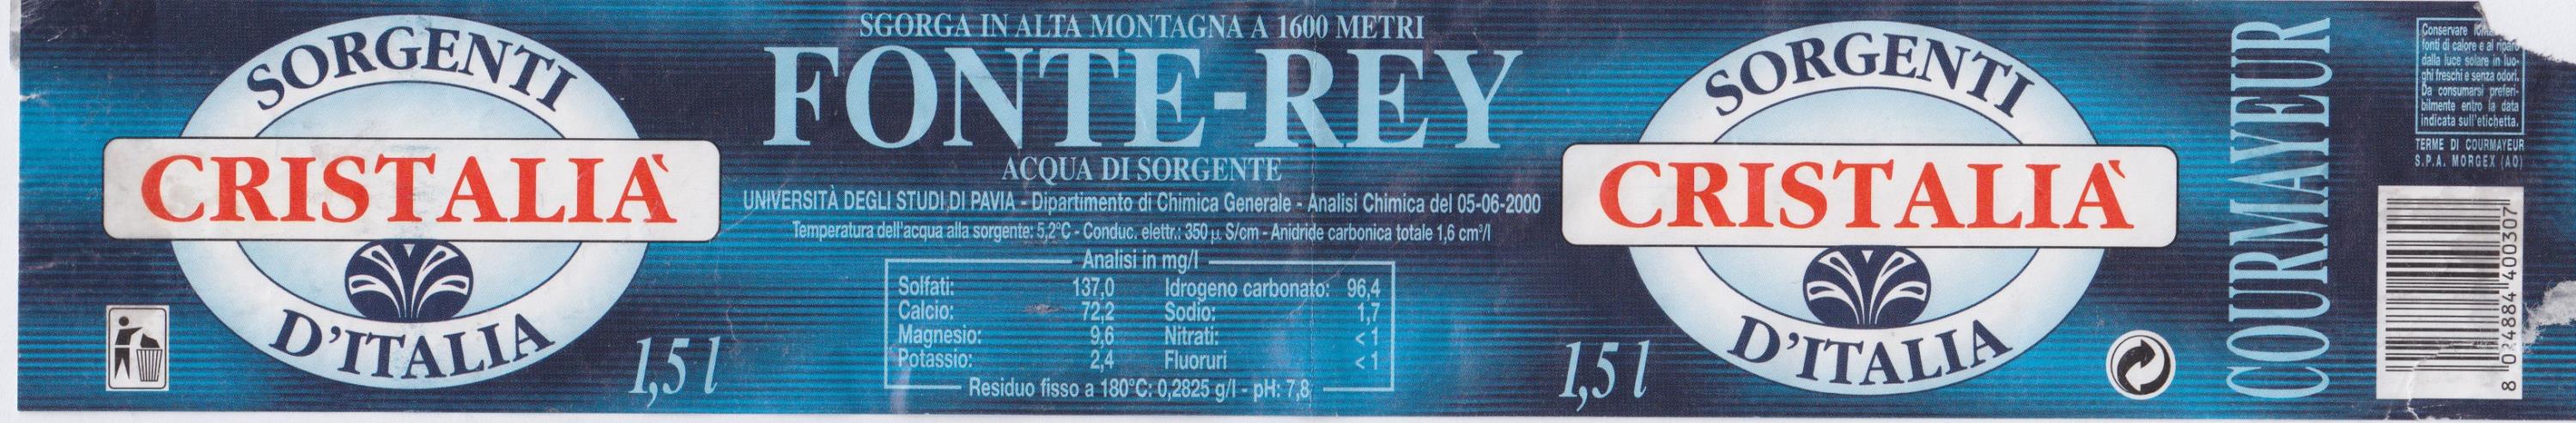 SORGENTI
CRISTALIÀ
D'ITALIA
1,5 l
SGORGA IN ALTA MONTAGNA A 1600 METRI
FONTE-REY
ACQUA DI SORGENTE
UNIVERSITÀ DEGLI STUDI DI PAVIA - Dipartimento di Chimica Generale - Analisi Chimica del 05-06-2000
Temperatura dell'acqua alla sorgente: 5,2°C - Conduc. elettr.: 350 µ S/cm - Anidride carbonica totale 1,6 cm³/l
Analisi in mg/l
Solfati: 137,0 Idrogeno carbonato: 96,4
Calcio: 72,2 Sodio: 1,7
Magnesio: 9,6 Nitrati: < 1
Potassio: 2,4 Fluoruri < 1
Residuo fisso a 180°C: 0,2825 g/l - pH: 7,8
SORGENTI
CRISTALIÀ
D'ITALIA
1,5 l
COURMAYEUR
Conservare
fonti di calore e al riparo
dalla luce solare in luo-
ghi freschi e senza odori.
Da consumarsi preferi-
bilmente entro la data
indicata sull'etichetta.
TERME DI COURMAYEUR
S.P.A. MORGEX (AO)
8 024884 400307